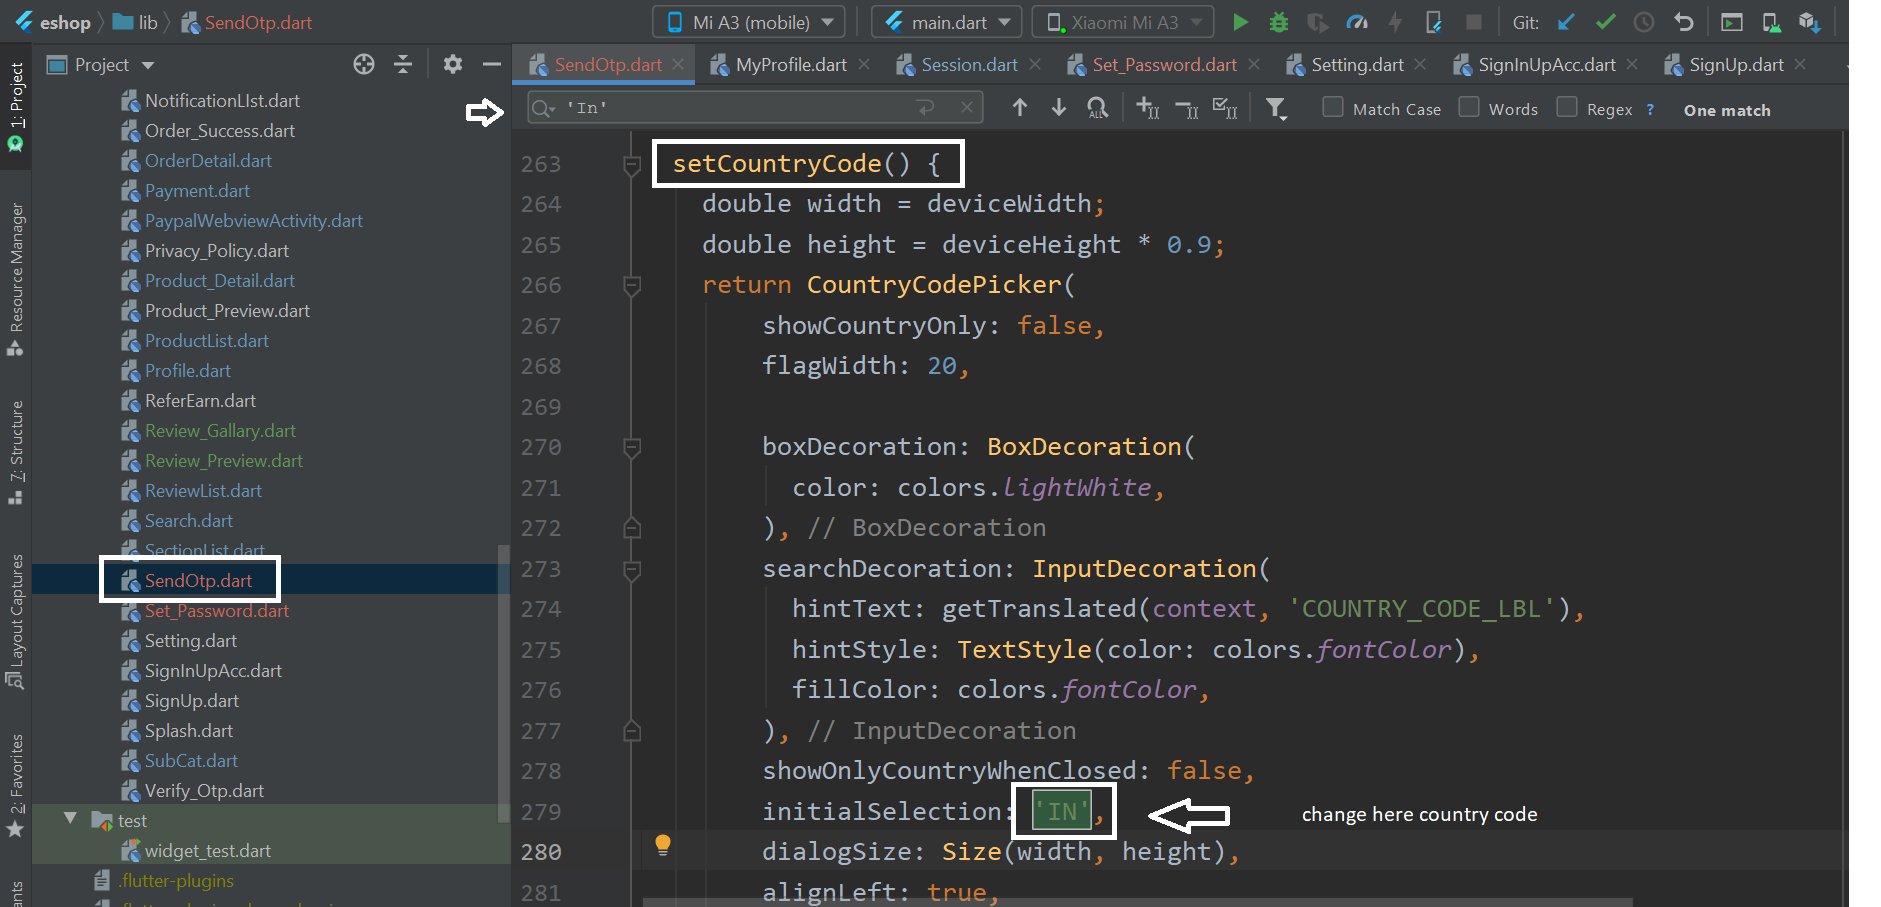 eshop lib SendOtp.dart Mi A3 (mobile) main.dart Xiaomi Mi A3 Git:
Project
SendOtp.dart MyProfile.dart Session.dart Set_Password.dart Setting.dart SignInUpAcc.dart SignUp.dart
'In' Match Case Words Regex ? One match
1: Project
Resource Manager
7: Structure
Layout Captures
2: Favorites
NotificationLIst.dart
Order_Success.dart
OrderDetail.dart
Payment.dart
PaypalWebviewActivity.dart
Privacy_Policy.dart
Product_Detail.dart
Product_Preview.dart
ProductList.dart
Profile.dart
ReferEarn.dart
Review_Gallary.dart
Review_Preview.dart
ReviewList.dart
Search.dart
SectionList.dart
SendOtp.dart
Set_Password.dart
Setting.dart
SignInUpAcc.dart
SignUp.dart
Splash.dart
SubCat.dart
Verify_Otp.dart
test
widget_test.dart
.flutter-plugins
263 setCountryCode() {
264 double width = deviceWidth;
265 double height = deviceHeight * 0.9;
266 return CountryCodePicker(
267 showCountryOnly: false,
268 flagWidth: 20,
269
270 boxDecoration: BoxDecoration(
271 color: colors.lightWhite,
272 ), // BoxDecoration
273 searchDecoration: InputDecoration(
274 hintText: getTranslated(context, 'COUNTRY_CODE_LBL'),
275 hintStyle: TextStyle(color: colors.fontColor),
276 fillColor: colors.fontColor,
277 ), // InputDecoration
278 showOnlyCountryWhenClosed: false,
279 initialSelection: 'IN', change here country code
280 dialogSize: Size(width, height),
281 alignLeft: true,